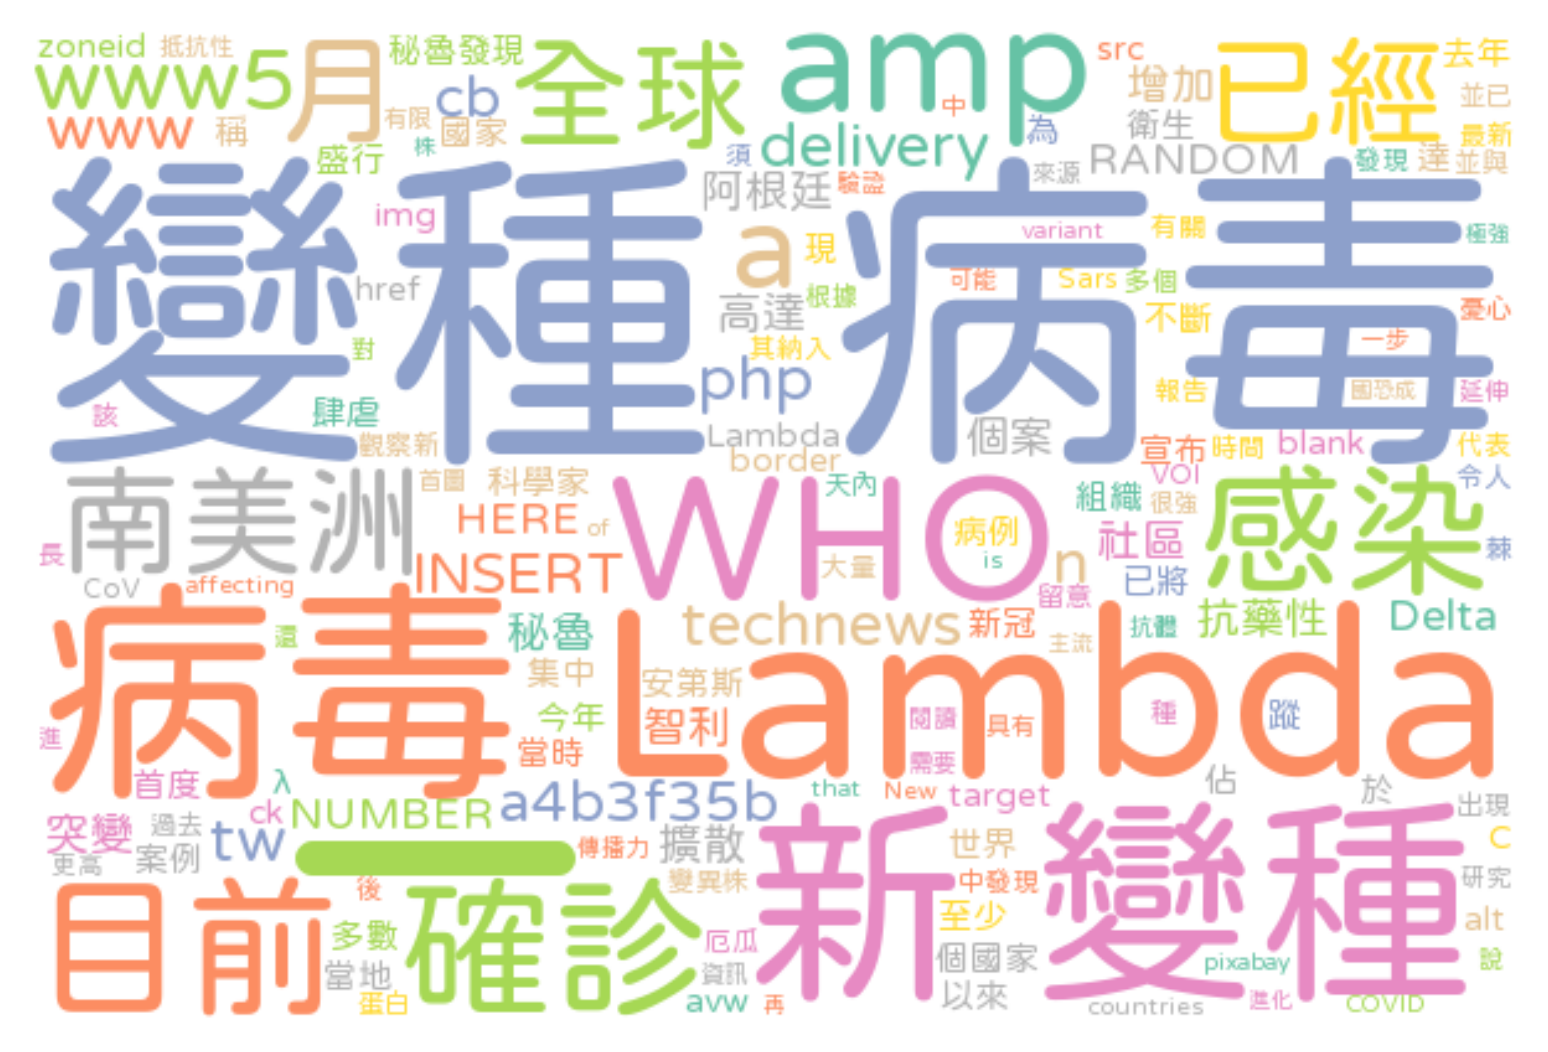 zoneid 抵抗性 秘魯發現 全球 amp src 增加 已經 去年
www5月 cb 中 並已
www 稱 有限 國家 delivery 為 衛生 最新
盛行 株 須 RANDOM 發現 達 並與
變種病毒 阿根廷 驗證 來源
img a 現 variant 有關 極強
href 高達 根據 可能 Sars 多個
其納入 不斷 憂心
對 php 一步
該 肆虐 報告 國恐成 延伸
觀察新 Lambda 個案 宣布 時間 blank 代表
南美洲 首圖 科學家 border 天內 VOI 感染 令人
HERE of WHO 病例 組織 很強
長 INSERT 大量 is n 社區 棘
CoV affecting 留意 已將
病毒 還 秘魯 technews 新冠 主流 抗體 抗藥性 Delta
集中 安第斯 Lambda
今年 智利 閱讀 具有 種 蹤
進 當時 需要
首度 λ that New target 佔 於
突變 過去 ck NUMBER a4b3f35b 新變種 出現
更高 案例 tw 傳播力 擴散 世界 c
目前 後 確診 變異株 中發現 研究
多數 至少 alt
當地 厄瓜 個國家 pixabay 說
蛋白 資訊 avw 再 以來 countries 進化 COVID